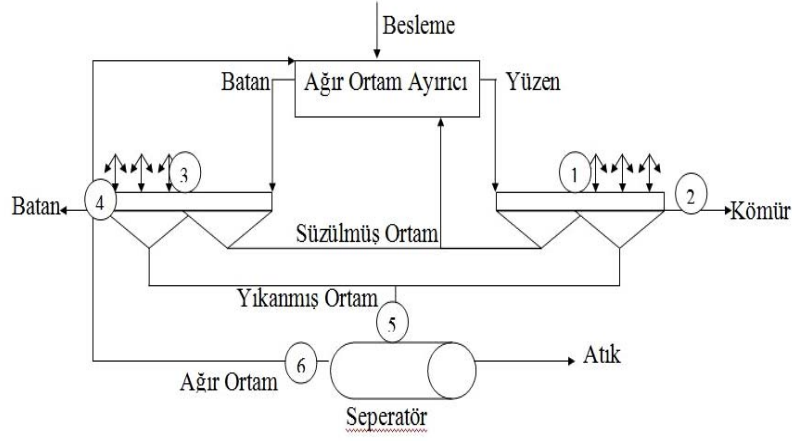 Besleme
Batan
Ağır Ortam Ayırıcı
Yüzen
3
1
4
2
Batan
Kömür
Süzülmüş Ortam
Yıkanmış Ortam
5
6
Atık
Ağır Ortam
Seperatör